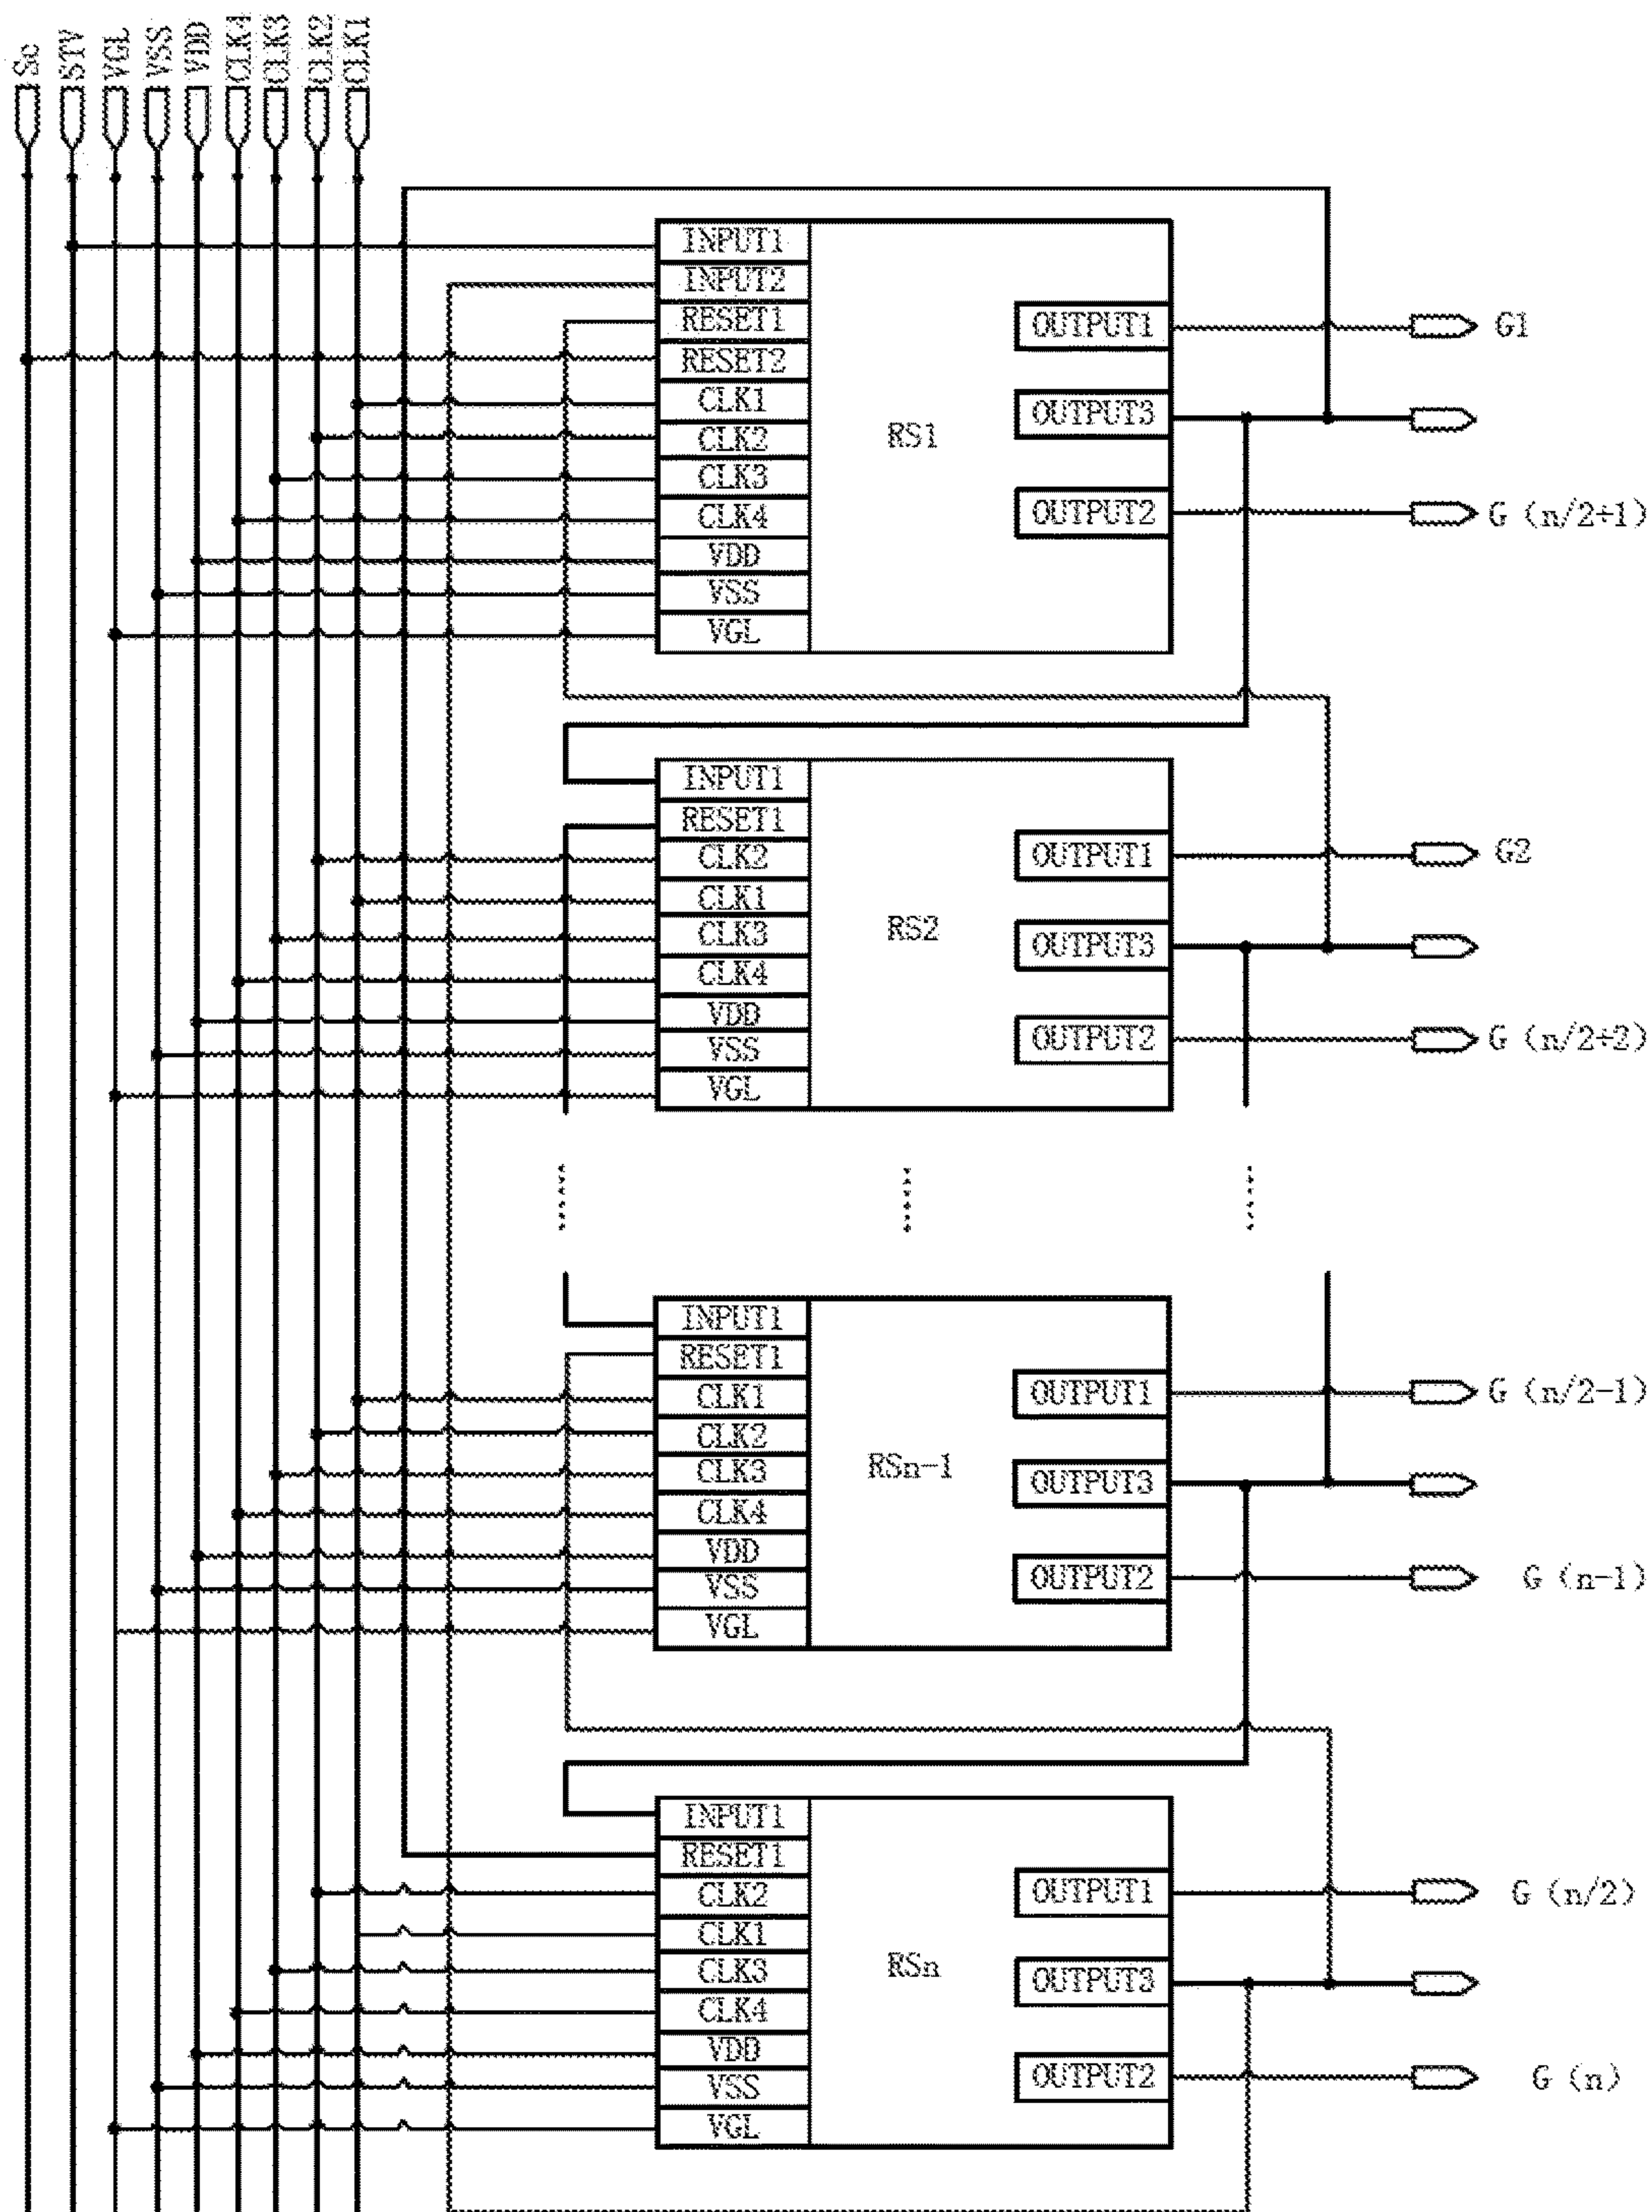 Sc
STV
VGL
VSS
VDD
CLK4
CLK3
CLK2
CLK1
INPUT1
INPUT2
RESET1
RESET2
CLK1
CLK2
CLK3
CLK4
VDD
VSS
VGL
RS1
OUTPUT1
OUTPUT3
OUTPUT2
G1
G (n/2+1)
INPUT1
RESET1
CLK2
CLK1
CLK3
CLK4
VDD
VSS
VGL
RS2
OUTPUT1
OUTPUT3
OUTPUT2
G2
G (n/2+2)
INPUT1
RESET1
CLK1
CLK2
CLK3
CLK4
VDD
VSS
VGL
RSn-1
OUTPUT1
OUTPUT3
OUTPUT2
G (n/2-1)
G (n-1)
INPUT1
RESET1
CLK2
CLK1
CLK3
CLK4
VDD
VSS
VGL
RSn
OUTPUT1
OUTPUT3
OUTPUT2
G (n/2)
G (n)